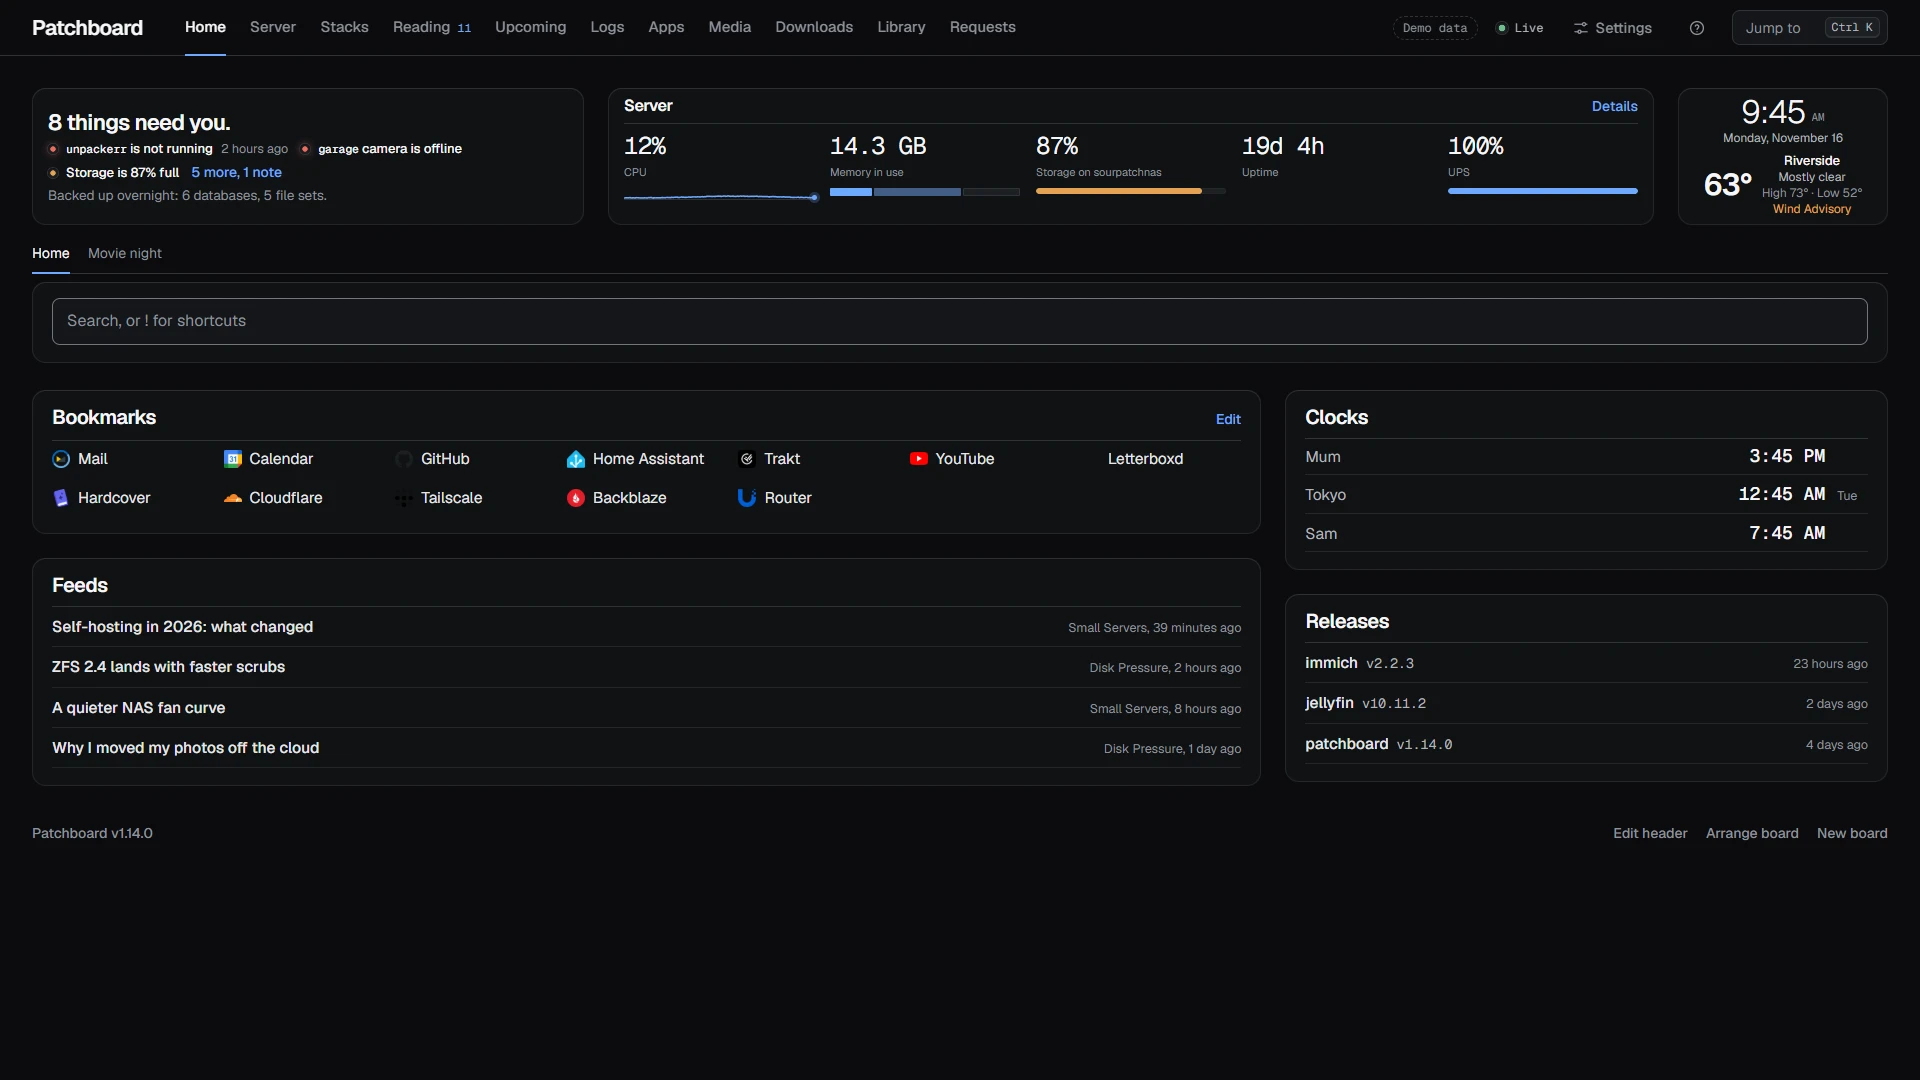 Patchboard Home Server Stacks Reading 11 Upcoming Logs Apps Media Downloads Library Requests Demo data Live Settings Jump to Ctrl K
8 things need you.
unpackerr is not running 2 hours ago garage camera is offline
Storage is 87% full 5 more, 1 note
Backed up overnight: 6 databases, 5 file sets.
Server Details
12% 14.3 GB 87% 19d 4h 100%
CPU Memory in use Storage on sourpatchnas Uptime UPS
9:45 AM
Monday, November 16
63°
Riverside
Mostly clear
High 73° · Low 52°
Wind Advisory
Home Movie night
Search, or ! for shortcuts
Bookmarks Edit
Mail Calendar GitHub Home Assistant Trakt YouTube Letterboxd
Hardcover Cloudflare Tailscale Backblaze Router
Clocks
Mum 3:45 PM
Tokyo 12:45 AM Tue
Sam 7:45 AM
Feeds
Self-hosting in 2026: what changed Small Servers, 39 minutes ago
ZFS 2.4 lands with faster scrubs Disk Pressure, 2 hours ago
A quieter NAS fan curve Small Servers, 8 hours ago
Why I moved my photos off the cloud Disk Pressure, 1 day ago
Releases
immich v2.2.3 23 hours ago
jellyfin v10.11.2 2 days ago
patchboard v1.14.0 4 days ago
Patchboard v1.14.0 Edit header Arrange board New board